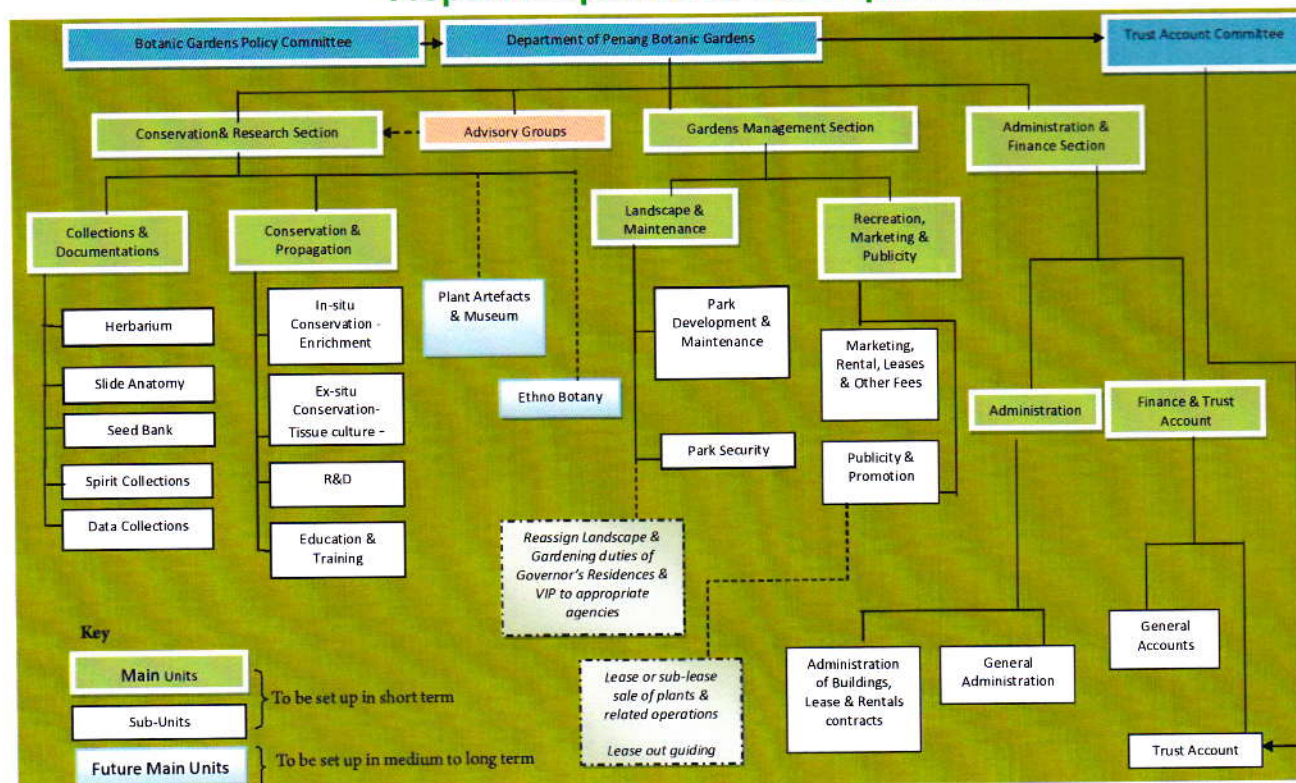 Botanic Gardens Policy Committee
Department of Penang Botanic Gardens
Trust Account Committee
Conservation& Research Section
Advisory Groups
Gardens Management Section
Administration &
Finance Section
Collections &
Documentations
Conservation &
Propagation
Landscape &
Maintenance
Recreation,
Marketing &
Publicity
Herbarium
Slide Anatomy
Seed Bank
Spirit Collections
Data Collections
In-situ
Conservation -
Enrichment
Ex-situ
Conservation-
Tissue culture –
R&D
Education &
Training
Plant Artefacts
& Museum
Ethno Botany
Park
Development &
Maintenance
Park Security
Marketing,
Rental, Leases
& Other Fees
Publicity &
Promotion
Administration
Finance & Trust
Account
Reassign Landscape &
Gardening duties of
Governor's Residences &
VIP to appropriate
agencies
Lease or sub-lease
sale of plants &
related operations
Lease out guiding
Administration
of Buildings,
Lease & Rentals
contracts
General
Administration
General
Accounts
Trust Account
Key
Main Units
Sub-Units
To be set up in short term
Future Main Units
To be set up in medium to long term